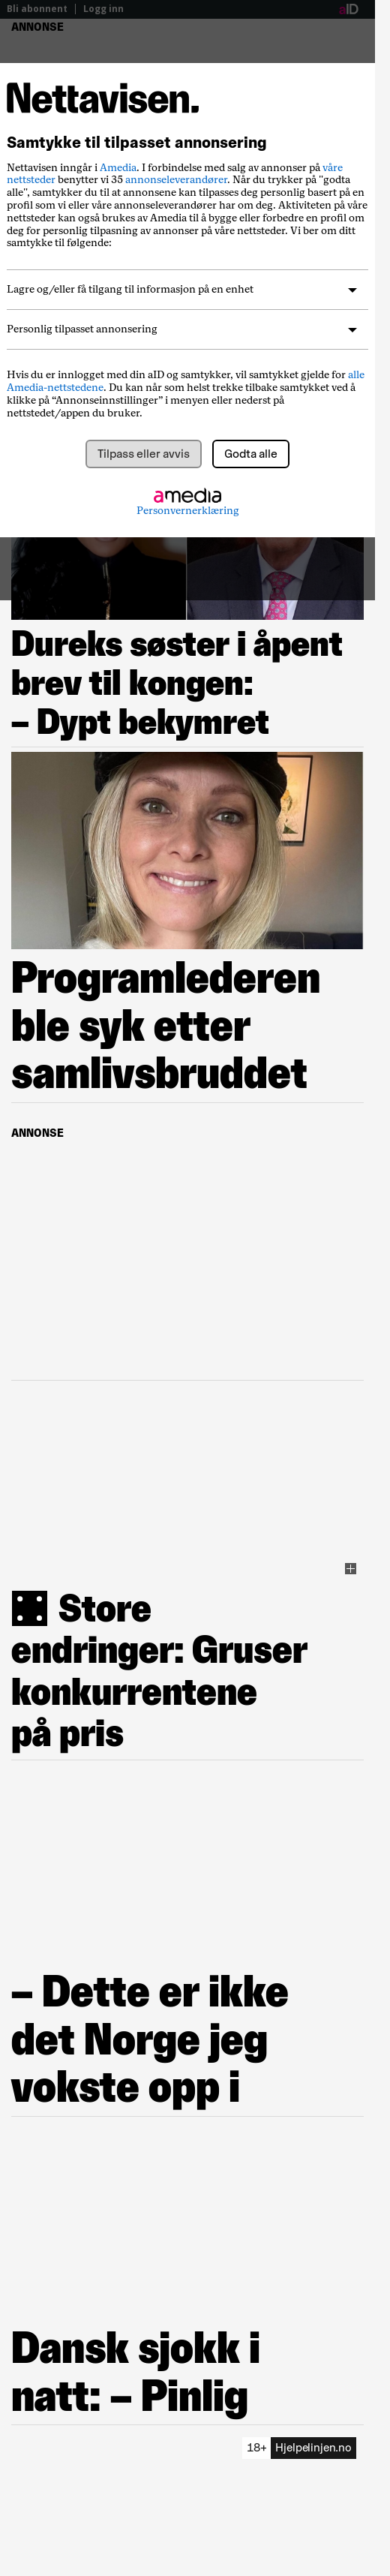 Bli abonnent | Logg inn
aID
ANNONSE
Nettavisen.
Samtykke til tilpasset annonsering
Nettavisen inngår i Amedia. I forbindelse med salg av annonser på våre
nettsteder benytter vi 35 annonseleverandører. Når du trykker på "godta
alle", samtykker du til at annonsene kan tilpasses deg personlig basert på en
profil som vi eller våre annonseleverandører har om deg. Aktiviteten på våre
nettsteder kan også brukes av Amedia til å bygge eller forbedre en profil om
deg for personlig tilpasning av annonser på våre nettsteder. Vi ber om ditt
samtykke til følgende:
Lagre og/eller få tilgang til informasjon på en enhet
Personlig tilpasset annonsering
Hvis du er innlogget med din aID og samtykker, vil samtykket gjelde for alle
Amedia-nettstedene. Du kan når som helst trekke tilbake samtykket ved å
klikke på “Annonseinnstillinger” i menyen eller nederst på
nettstedet/appen du bruker.
Tilpass eller avvis
Godta alle
amedia
Personvernerklæring
Dureks søster i åpent
brev til kongen:
– Dypt bekymret
Programlederen
ble syk etter
samlivsbruddet
ANNONSE
Store
endringer: Gruser
konkurrentene
på pris
– Dette er ikke
det Norge jeg
vokste opp i
Dansk sjokk i
natt: – Pinlig
18+ Hjelpelinjen.no